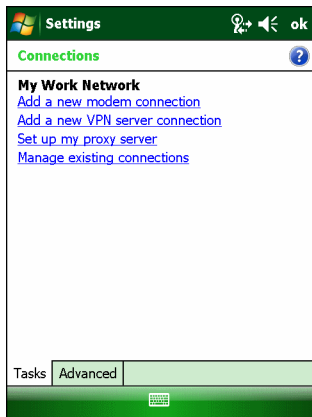 Settings
ok
Connections
?
My Work Network
Add a new modem connection
Add a new VPN server connection
Set up my proxy server
Manage existing connections
Tasks
Advanced